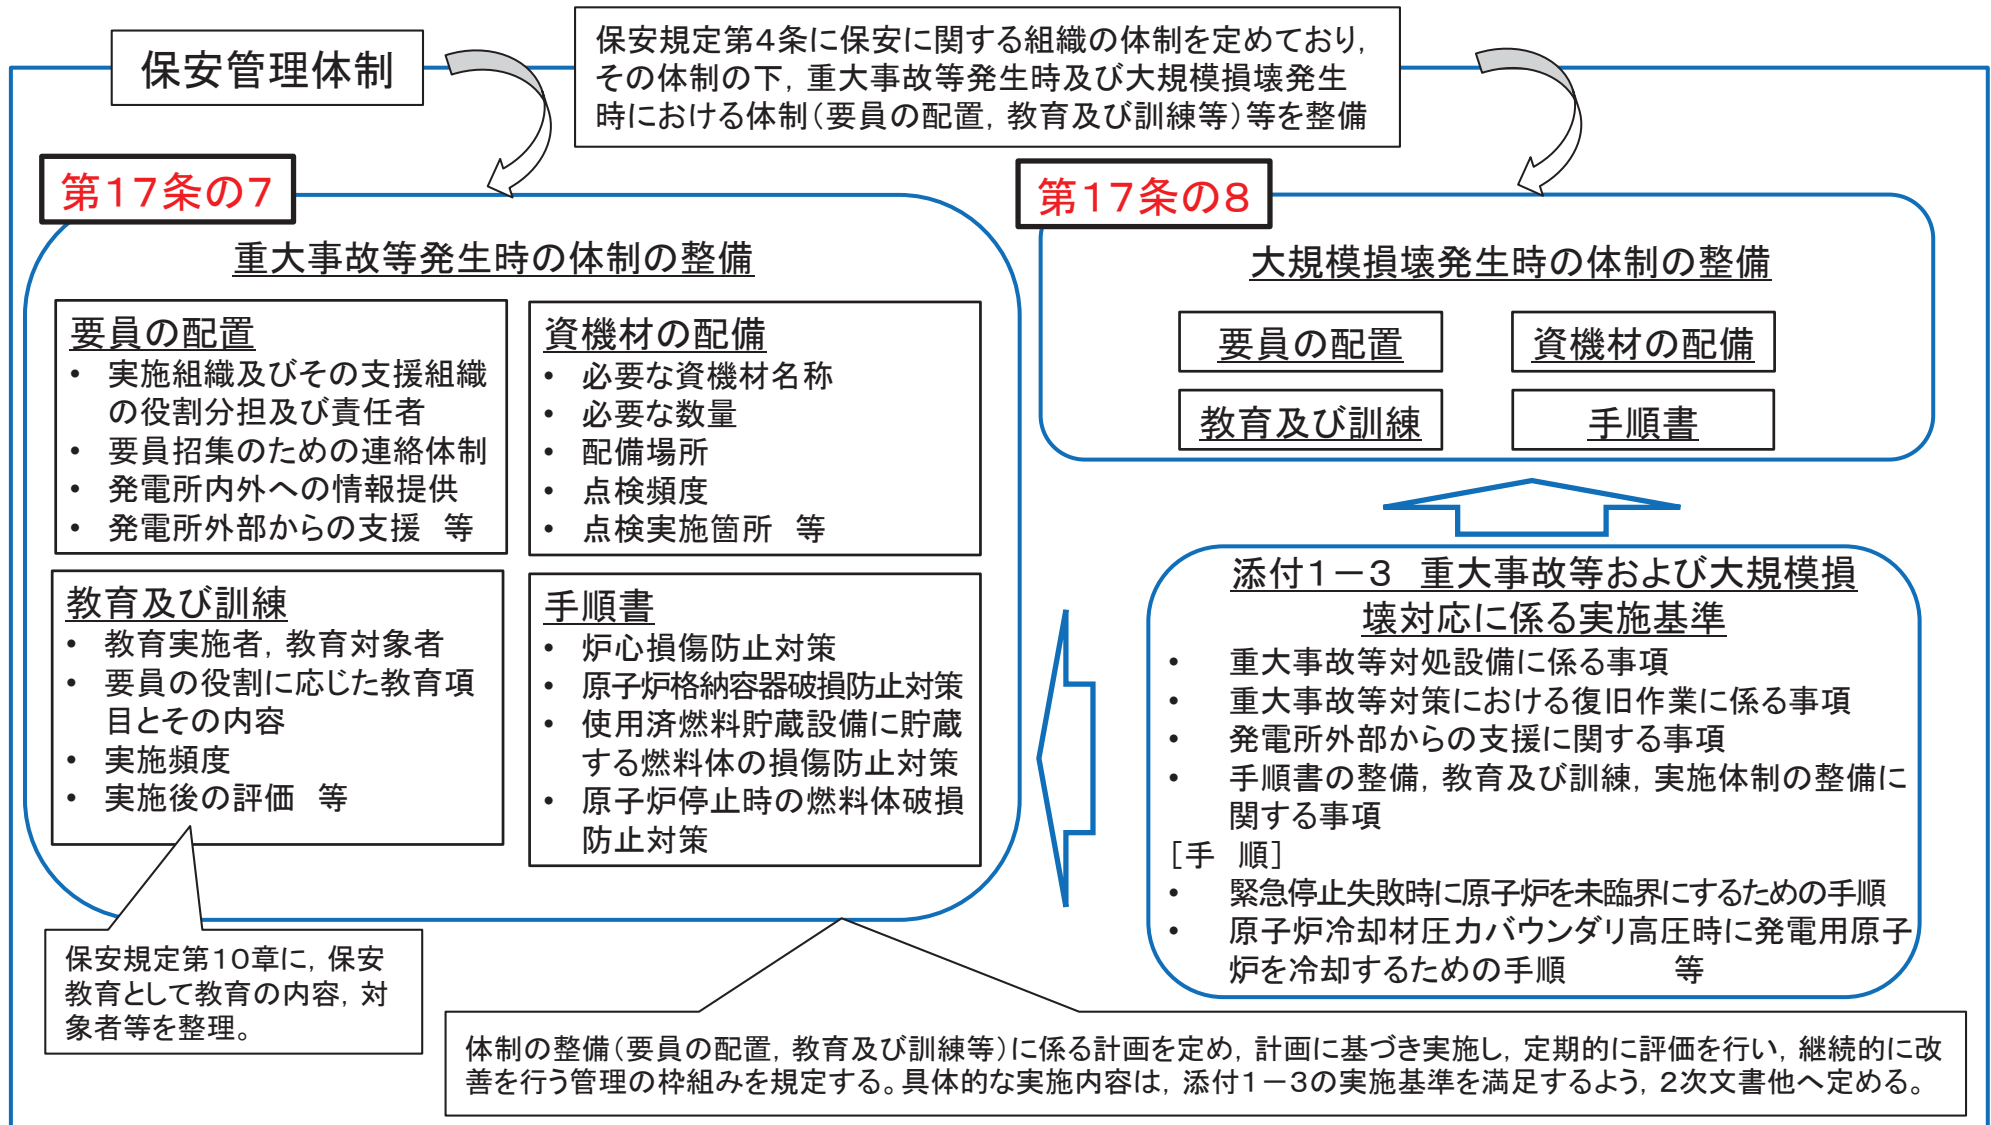 保安管理体制
保安規定第4条に保安に関する組織の体制を定めており,
その体制の下, 重大事故等発生時及び大規模損壊発生
時における体制(要員の配置, 教育及び訓練等)等を整備
第17条の7
重大事故等発生時の体制の整備
要員の配置
• 実施組織及びその支援組織
の役割分担及び責任者
• 要員招集のための連絡体制
• 発電所内外への情報提供
• 発電所外部からの支援 等
資機材の配備
• 必要な資機材名称
• 必要な数量
• 配備場所
• 点検頻度
• 点検実施箇所 等
教育及び訓練
• 教育実施者, 教育対象者
• 要員の役割に応じた教育項
目とその内容
• 実施頻度
• 実施後の評価 等
手順書
• 炉心損傷防止対策
• 原子炉格納容器破損防止対策
• 使用済燃料貯蔵設備に貯蔵
する燃料体の損傷防止対策
• 原子炉停止時の燃料体破損
防止対策
第17条の8
大規模損壊発生時の体制の整備
要員の配置
資機材の配備
教育及び訓練
手順書
添付1-3 重大事故等および大規模損
壊対応に係る実施基準
• 重大事故等対処設備に係る事項
• 重大事故等対策における復旧作業に係る事項
• 発電所外部からの支援に関する事項
• 手順書の整備, 教育及び訓練, 実施体制の整備に
関する事項
[手 順]
• 緊急停止失敗時に原子炉を未臨界にするための手順
• 原子炉冷却材圧力バウンダリ高圧時に発電用原子
炉を冷却するための手順 等
保安規定第10章に, 保安
教育として教育の内容, 対
象者等を整理。
体制の整備(要員の配置, 教育及び訓練等)に係る計画を定め, 計画に基づき実施し, 定期的に評価を行い, 継続的に改
善を行う管理の枠組みを規定する。具体的な実施内容は, 添付1-3の実施基準を満足するよう, 2次文書他へ定める。